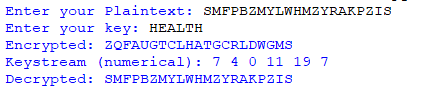 Enter your Plaintext: SMFPBZMYLWHMZYRAKPZIS
Enter your key: HEALTH
Encrypted: ZQFAUGTCLHATGCRLDWGMS
Keystream (numerical): 7 4 0 11 19 7
Decrypted: SMFPBZMYLWHMZYRAKPZIS